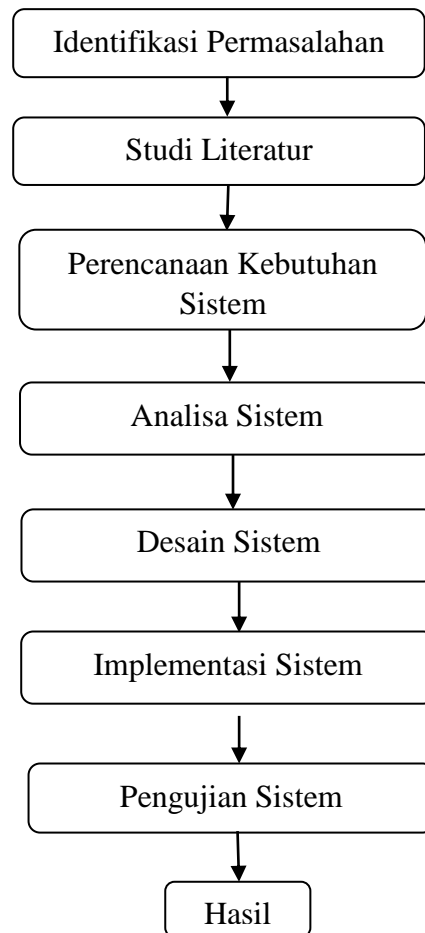 Identifikasi Permasalahan
Studi Literatur
Perencanaan Kebutuhan
Sistem
Analisa Sistem
Desain Sistem
Implementasi Sistem
Pengujian Sistem
Hasil